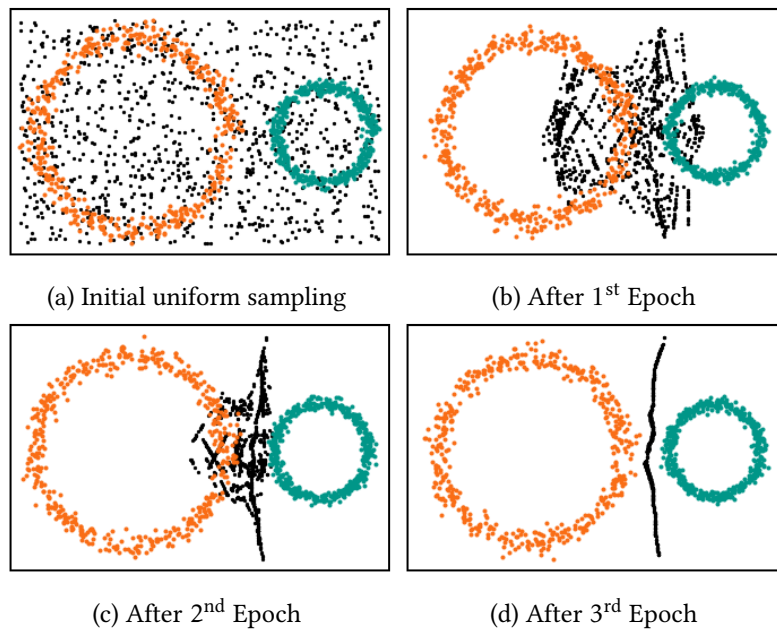 (a) Initial uniform sampling
(b) After 1st Epoch
(c) After 2nd Epoch
(d) After 3rd Epoch